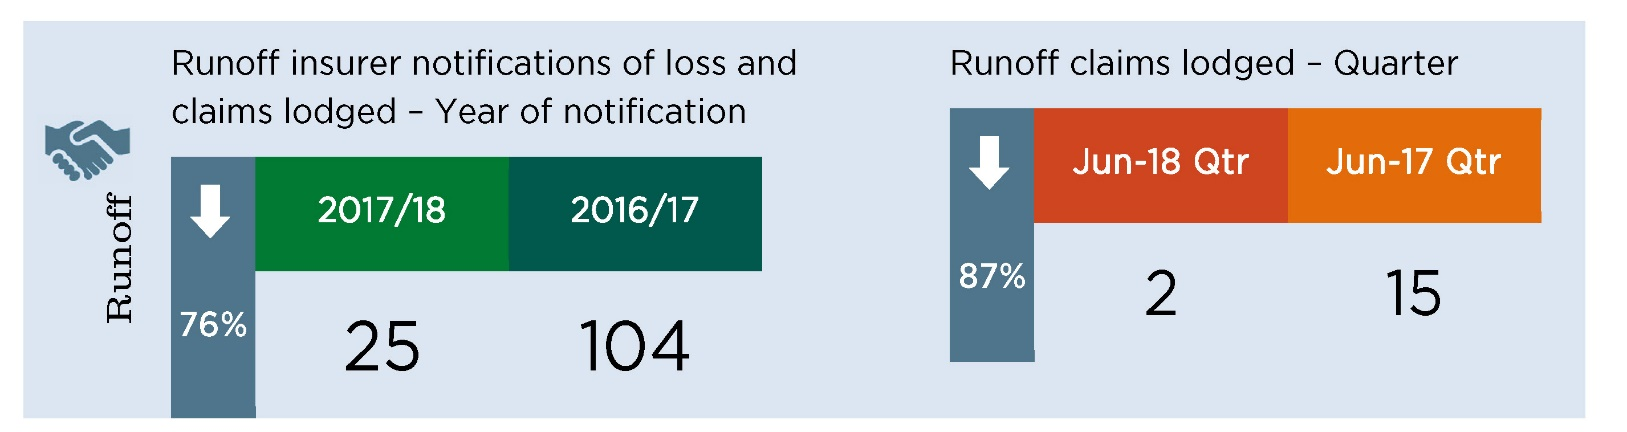 Runoff
Runoff insurer notifications of loss and
claims lodged – Year of notification
2017/18 2016/17
76% 25 104
Runoff claims lodged – Quarter
Jun-18 Qtr Jun-17 Qtr
87% 2 15